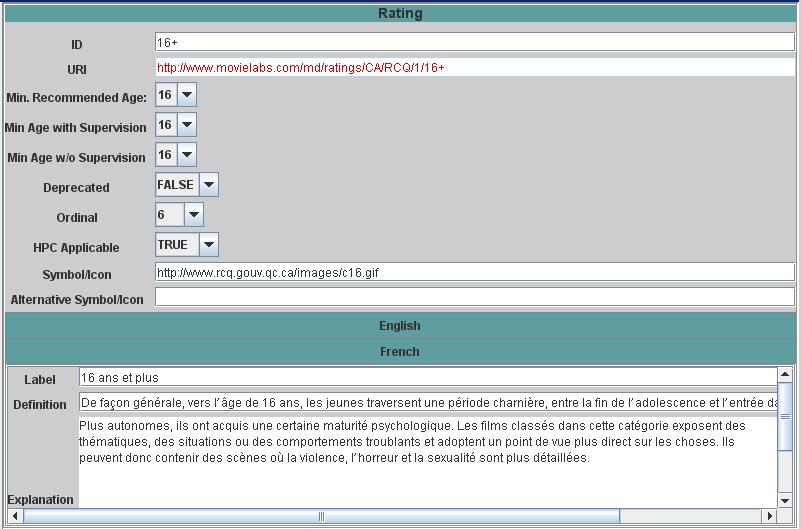 Rating
ID 16+
URI http://www.movielabs.com/md/ratings/CA/RCQ/1/16+
Min. Recommended Age: 16
Min Age with Supervision 16
Min Age w/o Supervision 16
Deprecated FALSE
Ordinal 6
HPC Applicable TRUE
Symbol/Icon http://www.rcq.gouv.qc.ca/images/c16.gif
Alternative Symbol/Icon
English
French
Label 16 ans et plus
Definition De façon générale, vers l'âge de 16 ans, les jeunes traversent une période charnière, entre la fin de l'adolescence et l'entrée
Plus autonomes, ils ont acquis une certaine maturité psychologique. Les films classés dans cette catégorie exposent des
thématiques, des situations ou des comportements troublants et adoptent un point de vue plus direct sur les choses. Ils
peuvent donc contenir des scènes où la violence, l'horreur et la sexualité sont plus détaillées.
Explanation